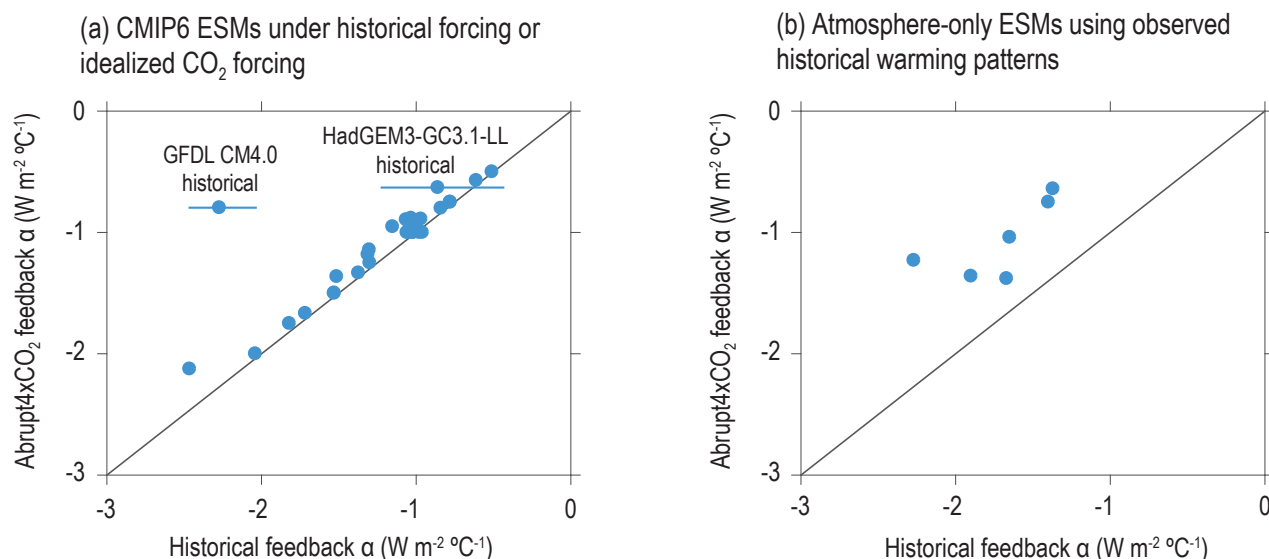 (a) CMIP6 ESMs under historical forcing or
idealized CO₂ forcing
0
-1
-2
-3
-3
-2
-1
0
Abrupt4xCO₂ feedback α (W m⁻² ºC⁻¹)
Historical feedback α (W m⁻² ºC⁻¹)
GFDL CM4.0
historical
HadGEM3-GC3.1-LL
historical
(b) Atmosphere-only ESMs using observed
historical warming patterns
0
-1
-2
-3
-3
-2
-1
0
Abrupt4xCO₂ feedback α (W m⁻² ºC⁻¹)
Historical feedback α (W m⁻² ºC⁻¹)